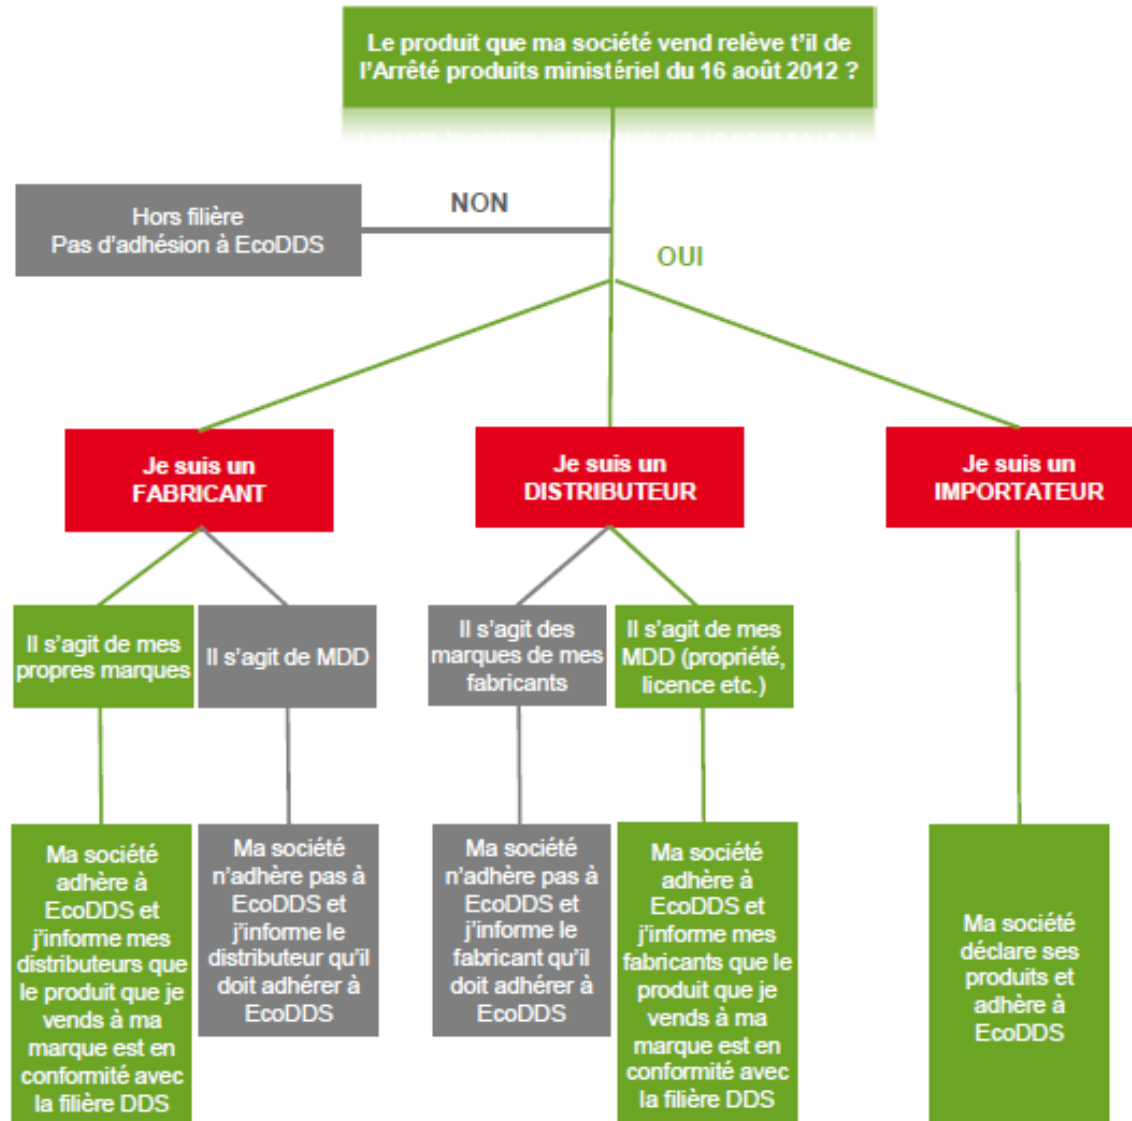 Le produit que ma société vend relève t'il de
l'Arrêté produits ministériel du 16 août 2012 ?
NON
Hors filière
Pas d'adhésion à EcoDDS
OUI
Je suis un
FABRICANT
Je suis un
DISTRIBUTEUR
Je suis un
IMPORTATEUR
Il s'agit de mes
propres marques
Il s'agit de MDD
Il s'agit des
marques de mes
fabricants
Il s'agit de mes
MDD (propriété,
licence etc.)
Ma société
adhère à
EcoDDS et
j'informe mes
distributeurs que
le produit que je
vends à ma
marque est en
conformité avec
la filière DDS
Ma société
n'adhère pas à
EcoDDS et
j'informe le
distributeur qu'il
doit adhérer à
EcoDDS
Ma société
n'adhère pas à
EcoDDS et
j'informe le
fabricant qu'il
doit adhérer à
EcoDDS
Ma société
adhère à
EcoDDS et
j'informe mes
fabricants que le
produit que je
vends à ma
marque est en
conformité avec
la filière DDS
Ma société
déclare ses
produits et
adhère à
EcoDDS